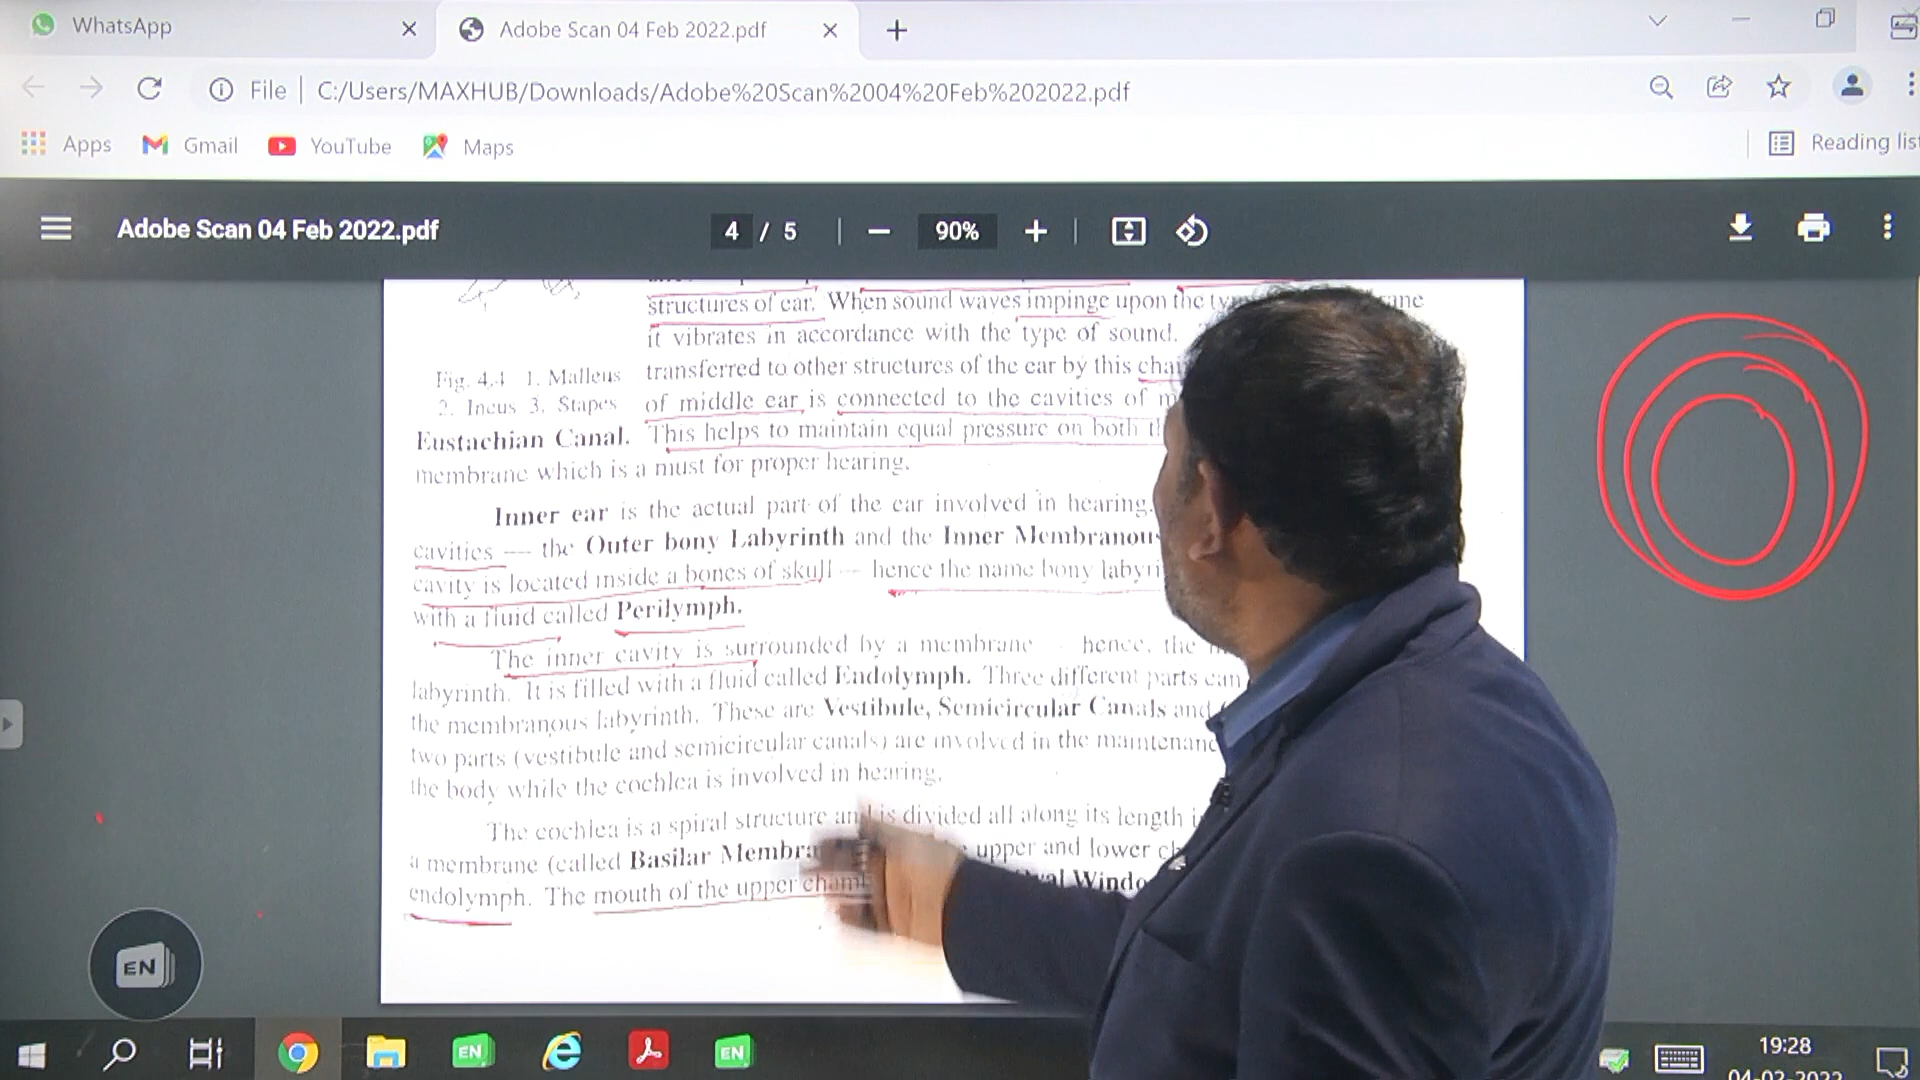 WhatsApp
Adobe Scan 04 Feb 2022.pdf
File
C:/Users/MAXHUB/Downloads/Adobe%20Scan%2004%20Feb%202022.pdf
Apps
Gmail
YouTube
Maps
Reading list
Adobe Scan 04 Feb 2022.pdf
4 / 5
90%
structures of ear. When sound waves impinge upon the
it vibrates in accordance with the type of sound.
Fig. 4.4 1. Malleus
2. Incus 3. Stapes
transferred to other structures of the ear by this
of middle ear is connected to the cavities of
Eustachian Canal. This helps to maintain equal pressure on both
membrane which is a must for proper hearing.
Inner ear is the actual part of the ear involved in hearing.
cavities — the Outer bony Labyrinth and the Inner Membranous
cavity is located inside a bones of skull — hence the name bony
with a fluid called Perilymph.
The inner cavity is surrounded by a membrane hence, the
labyrinth. It is filled with a fluid called Endolymph. Three different parts can
the membranous labyrinth. These are Vestibule, Semicircular Canals and
two parts (vestibule and semicircular canals) are involved in the
the body while the cochlea is involved in hearing.
The cochlea is a spiral structure and is divided all along its length
a membrane (called Basilar upper and lower
endolymph. The mouth of the upper
EN
EN
EN
19:28
04-02-2022